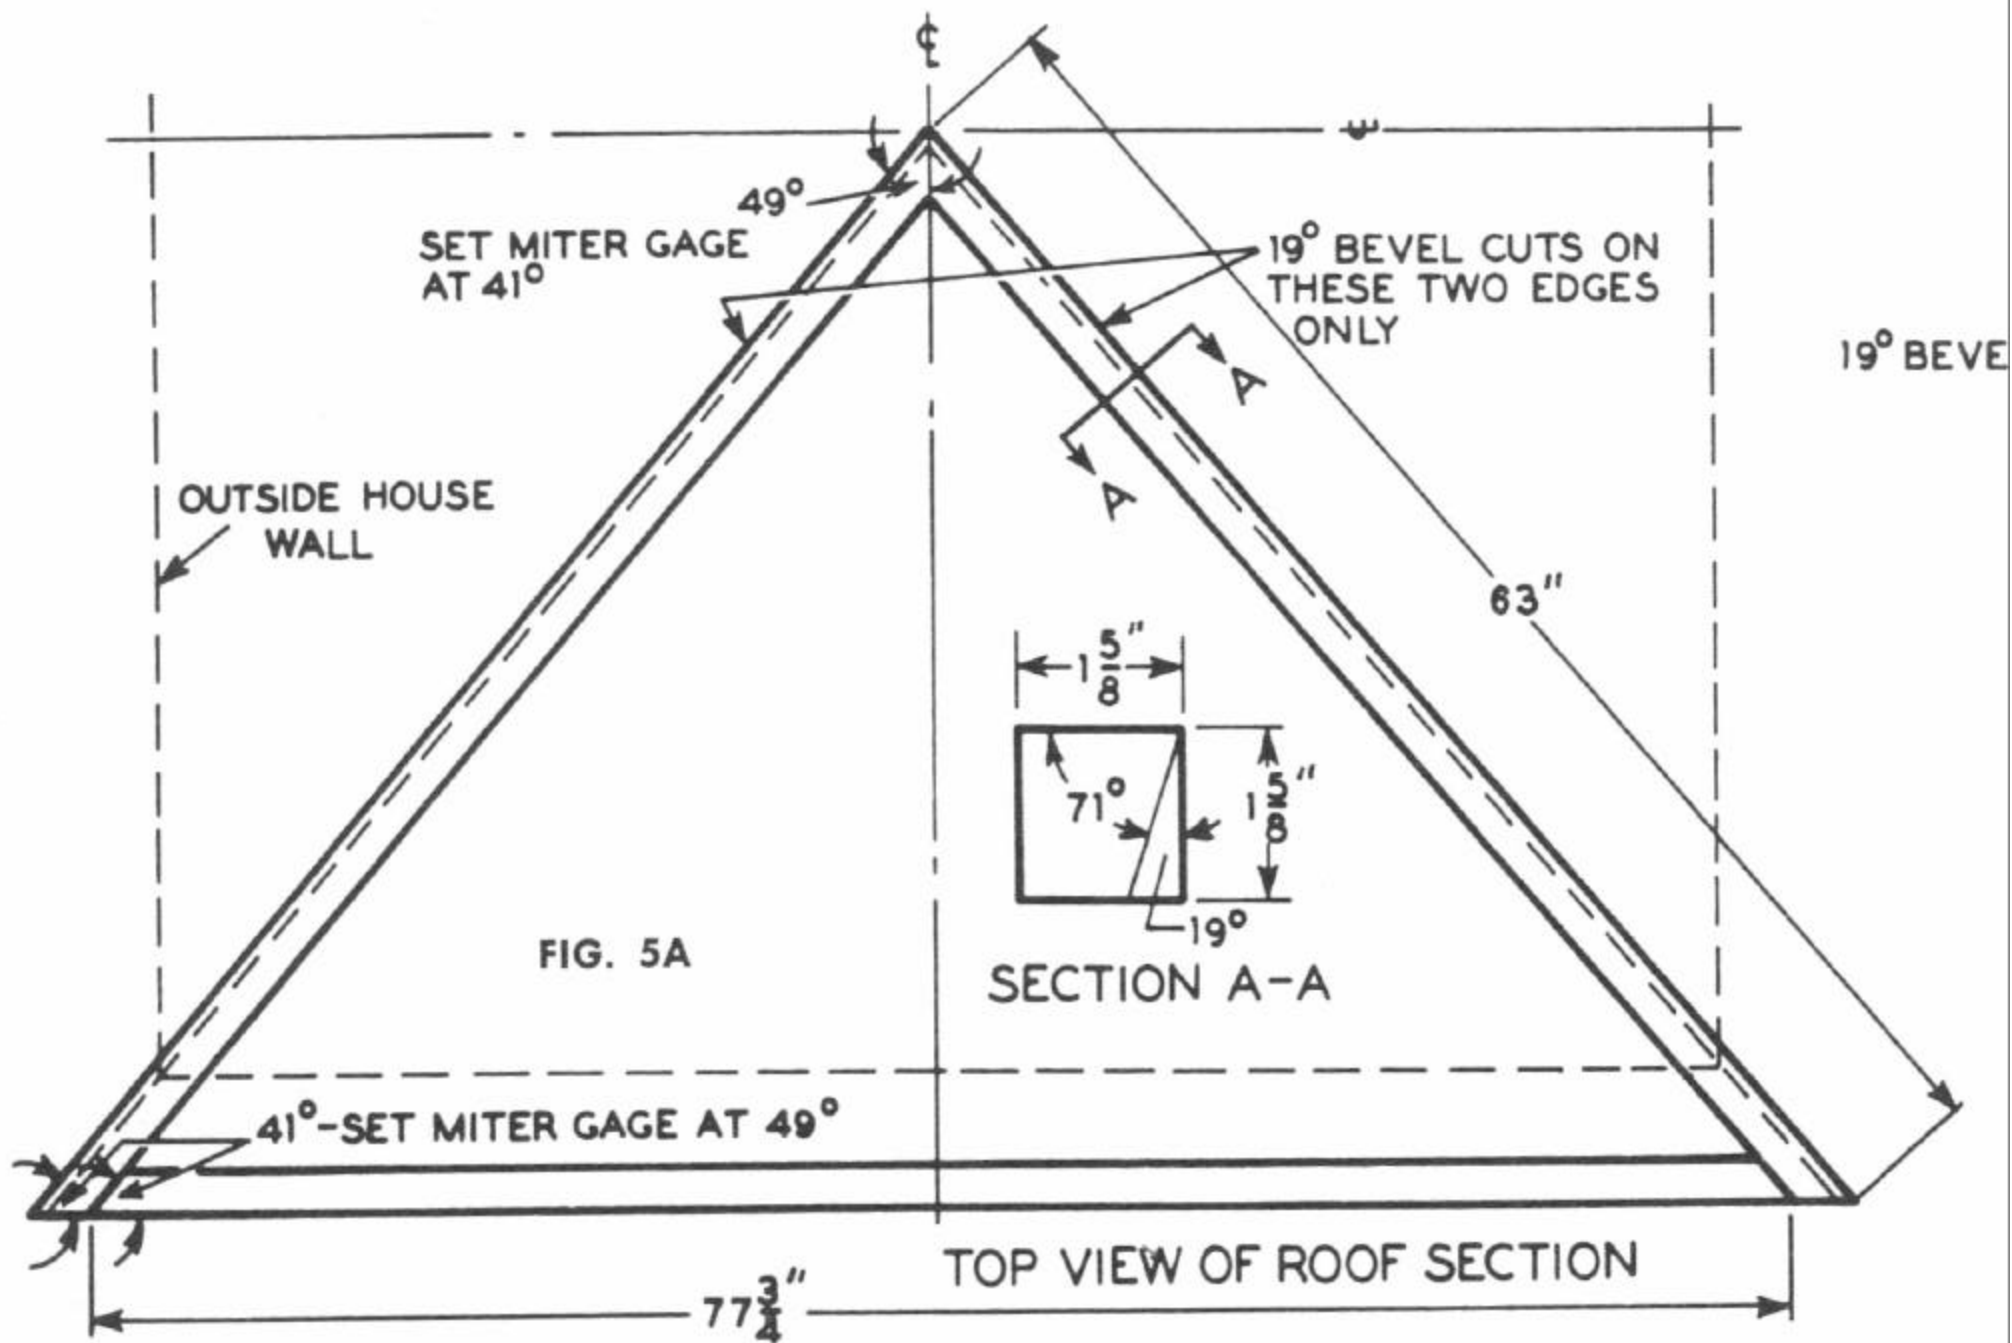 ℄
49°
SET MITER GAGE
AT 41°
19° BEVEL CUTS ON
THESE TWO EDGES
ONLY
19° BEVE
A
A
OUTSIDE HOUSE
WALL
63"
1 5/8"
71°
1 5/8"
19°
FIG. 5A
SECTION A-A
41°-SET MITER GAGE AT 49°
TOP VIEW OF ROOF SECTION
77 3/4"